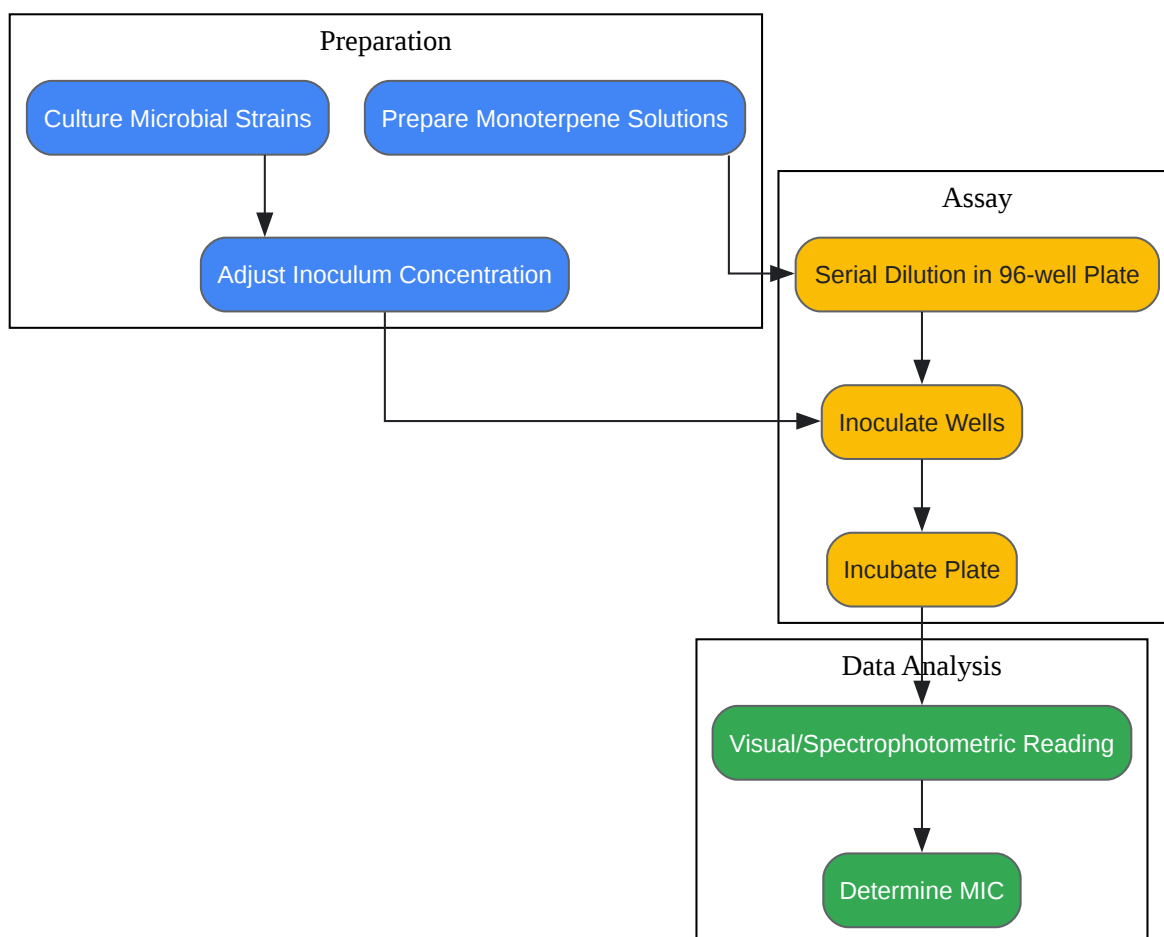 Preparation
Culture Microbial Strains
Prepare Monoterpene Solutions
Adjust Inoculum Concentration
Assay
Serial Dilution in 96-well Plate
Inoculate Wells
Incubate Plate
Data Analysis
Visual/Spectrophotometric Reading
Determine MIC